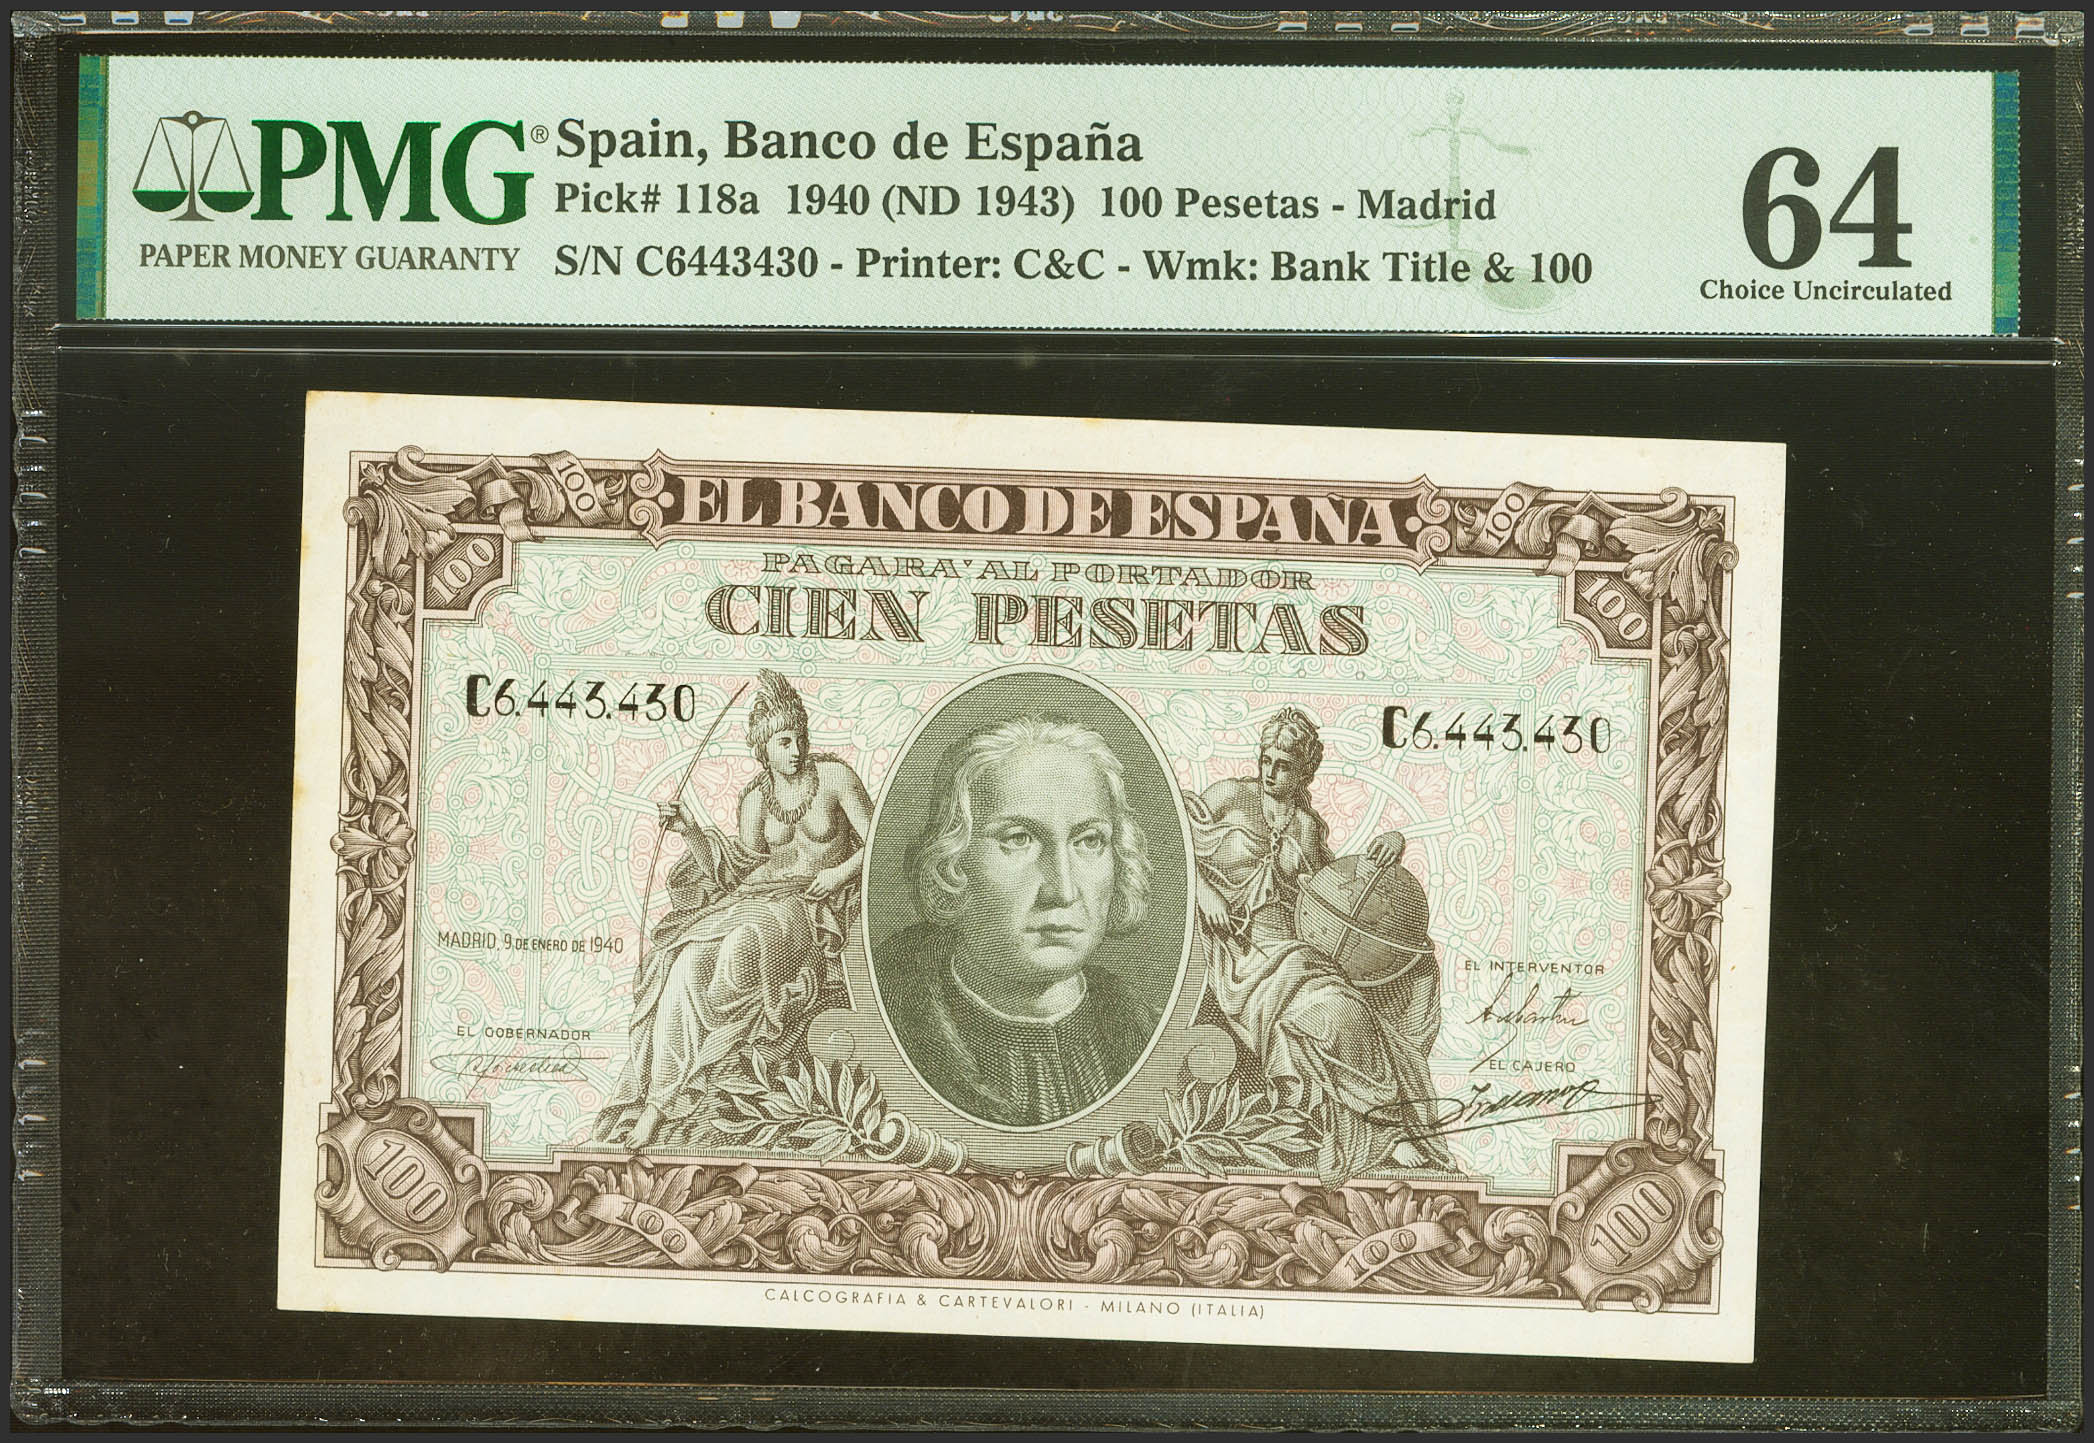 PMG®
PAPER MONEY GUARANTY
Spain, Banco de España
Pick# 118a 1940 (ND 1943) 100 Pesetas - Madrid
S/N C6443430 - Printer: C&C - Wmk: Bank Title & 100
64
Choice Uncirculated
100
100
·EL BANCO DE ESPAÑA·
100
100
PAGARA' AL PORTADOR
CIEN PESETAS
C6.443.430
C6.443.430
MADRID, 9 DE ENERO DE 1940
EL GOBERNADOR
EL INTERVENTOR
EL CAJERO
100
100
100
100
CALCOGRAFIA & CARTEVALORI - MILANO (ITALIA)